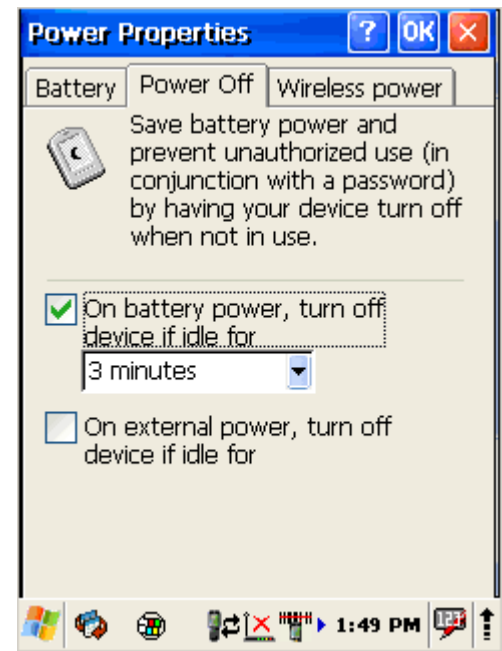 Power Properties ? OK
Battery Power Off Wireless power
Save battery power and
prevent unauthorized use (in
conjunction with a password)
by having your device turn off
when not in use.
On battery power, turn off
device if idle for
3 minutes
On external power, turn off
device if idle for
1:49 PM 123